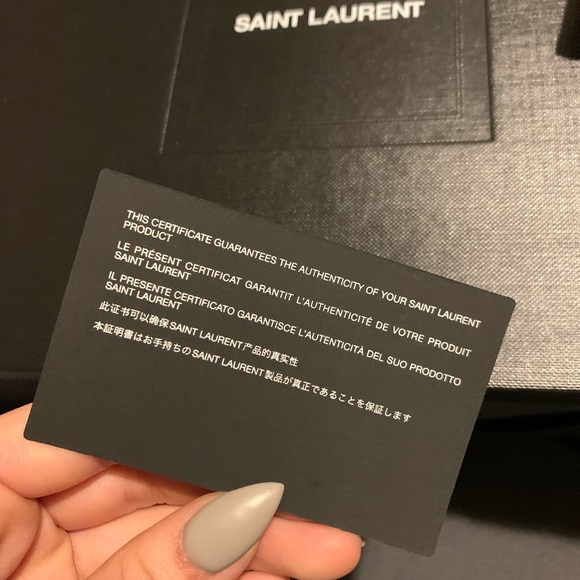 SAINT LAURENT
THIS CERTIFICATE GUARANTEES THE AUTHENTICITY OF YOUR SAINT LAURENT
PRODUCT
LE PRÉSENT CERTIFICAT GARANTIT L'AUTHENTICITÉ DE VOTRE PRODUIT
SAINT LAURENT
IL PRESENTE CERTIFICATO GARANTISCE L'AUTENTICITÀ DEL SUO PRODOTTO
SAINT LAURENT
此证书可以确保SAINT LAURENT产品的真实性
本証明書はお手持ちのSAINT LAURENT製品が真正であることを保証します